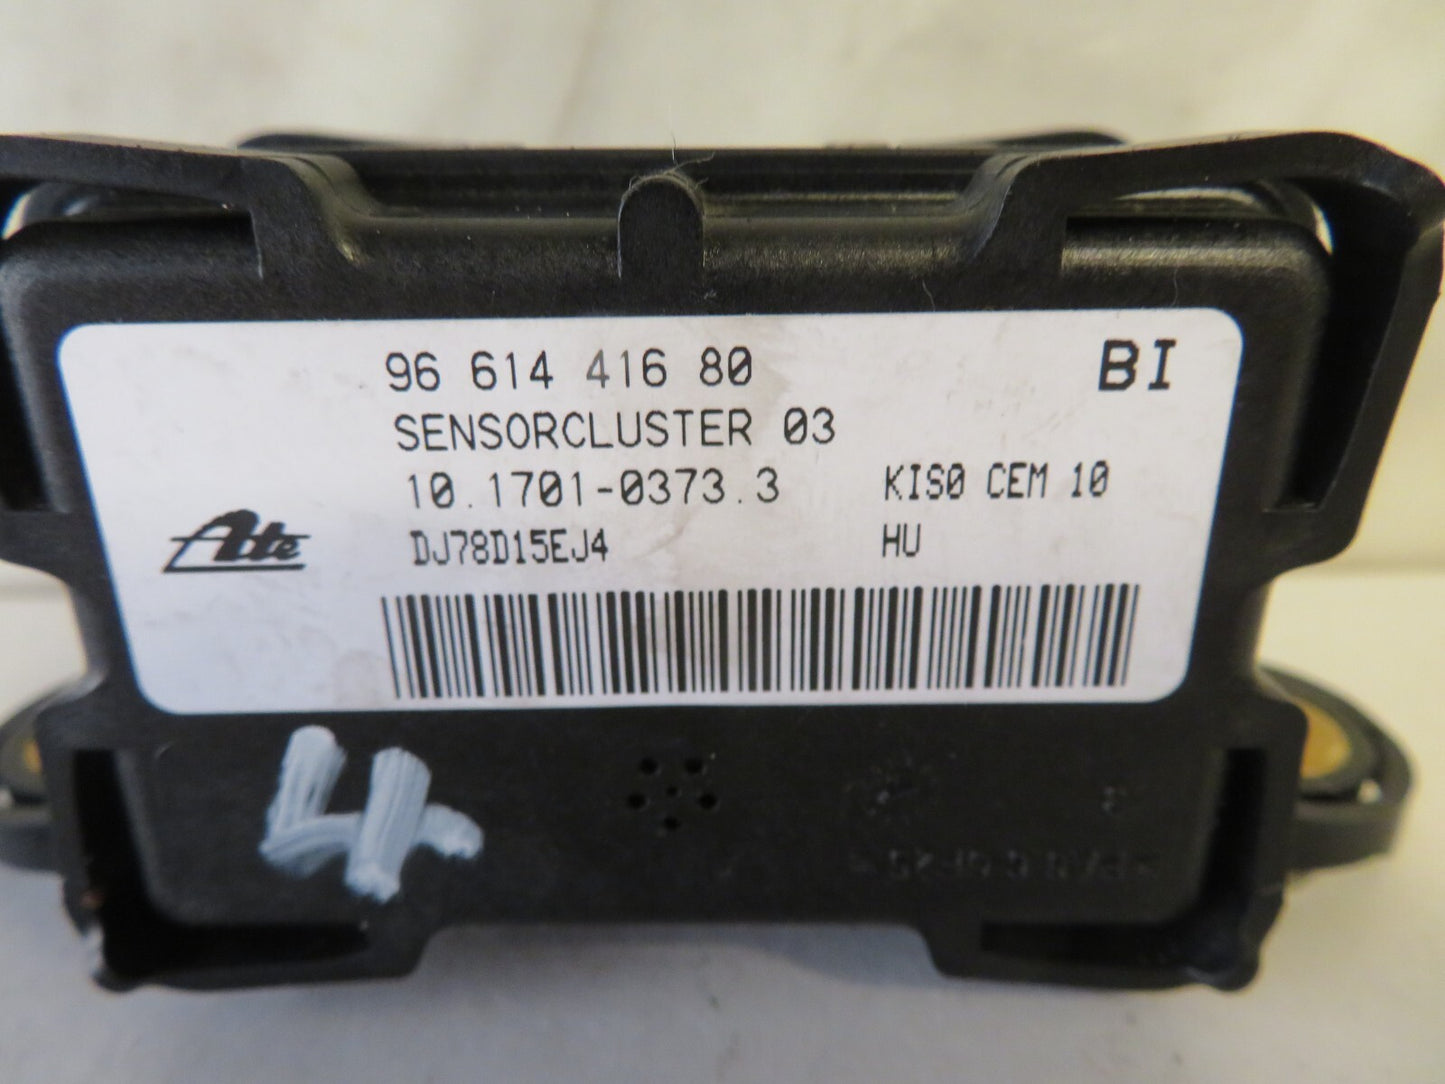 96 614 416 80 BI
SENSORCLUSTER 03
10.1701-0373.3 KIS0 CEM 10
Ate DJ78D15EJ4 HU
4